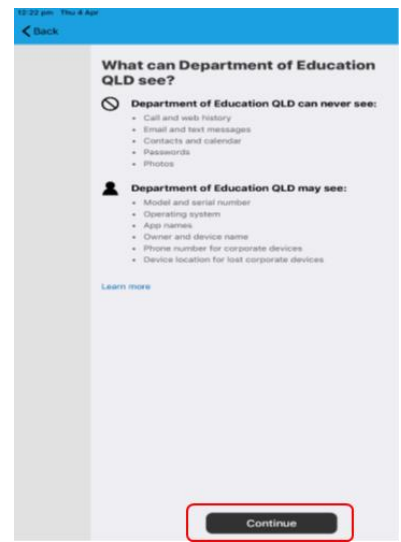 12:22 pm Thu 4 Apr
Back
What can Department of Education
QLD see?
Department of Education QLD can never see:
• Call and web history
• Email and text messages
• Contacts and calendar
• Passwords
• Photos
Department of Education QLD may see:
• Model and serial number
• Operating system
• App names
• Owner and device name
• Phone number for corporate devices
• Device location for lost corporate devices
Learn more
Continue